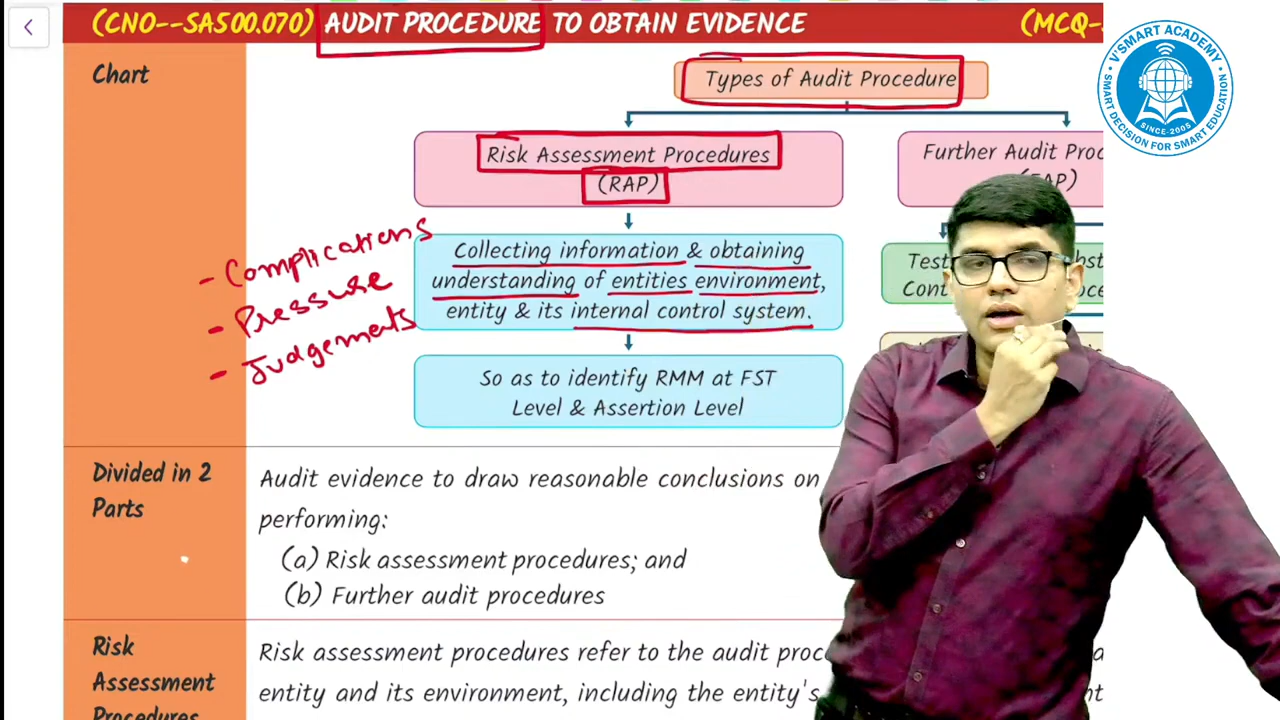 (CNO--SA500.070) AUDIT PROCEDURE TO OBTAIN EVIDENCE
(MCQ-
V'SMART ACADEMY
SINCE-2005
SMART DECISION FOR SMART EDUCATION
Chart
Types of Audit Procedure
Risk Assessment Procedures
(RAP)
Further Audit Proc
Collecting information & obtaining
understanding of entities environment,
entity & its internal control system.
- Complications
- Pressure
- Judgements
Test
Cont
So as to identify RMM at FST
Level & Assertion Level
Divided in 2
Parts
Audit evidence to draw reasonable conclusions on
performing:
(a) Risk assessment procedures; and
(b) Further audit procedures
Risk
Assessment
Procedures
Risk assessment procedures refer to the audit proc
entity and its environment, including the entity's